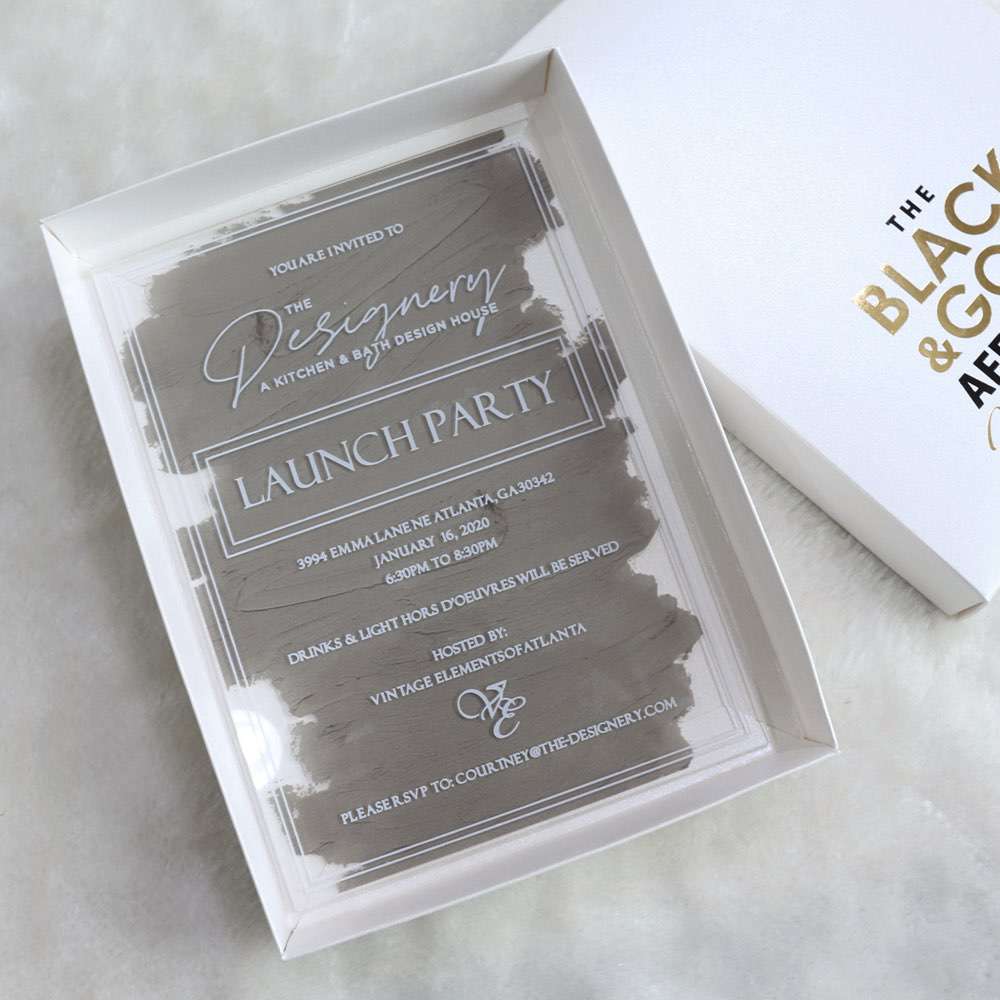 YOU ARE INVITED TO
THE
Designery
A KITCHEN & BATH DESIGN HOUSE
LAUNCH PARTY
3994 EMMA LANE NE ATLANTA, GA 30342
JANUARY 16, 2020
6:30PM TO 8:30PM
DRINKS & LIGHT HORS D'OEUVRES WILL BE SERVED
HOSTED BY:
VINTAGE ELEMENTS OF ATLANTA
VE
PLEASE RSVP TO: COURTNEY@THE-DESIGNERY.COM
THE
BLACK
&